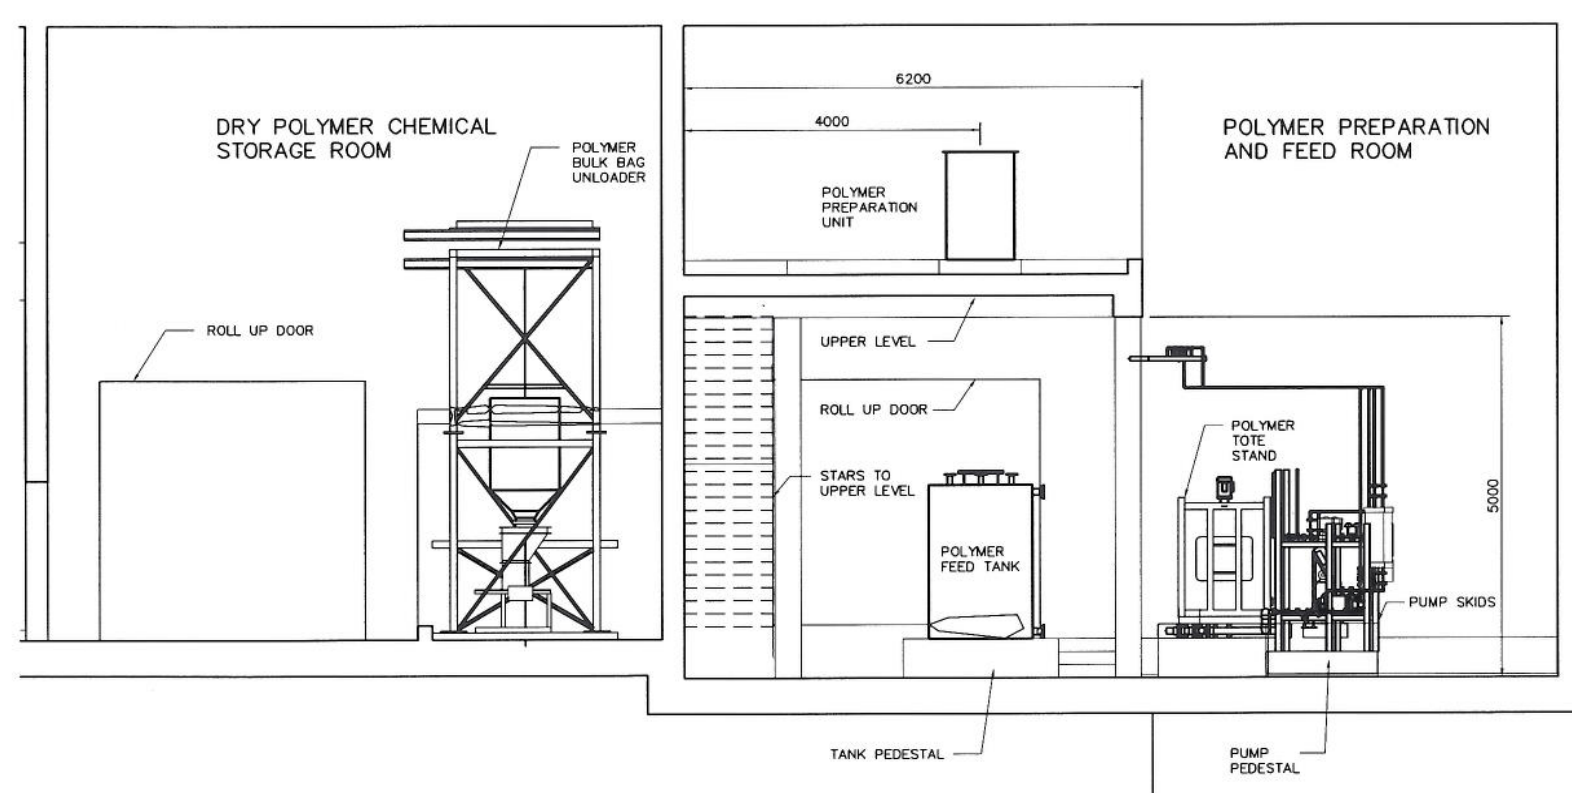 DRY POLYMER CHEMICAL
STORAGE ROOM
POLYMER
BULK BAG
UNLOADER
ROLL UP DOOR
6200
4000
POLYMER
PREPARATION
UNIT
POLYMER PREPARATION
AND FEED ROOM
UPPER LEVEL
ROLL UP DOOR
STARS TO
UPPER LEVEL
POLYMER
FEED TANK
POLYMER
TOTE
STAND
5000
PUMP SKIDS
TANK PEDESTAL
PUMP
PEDESTAL